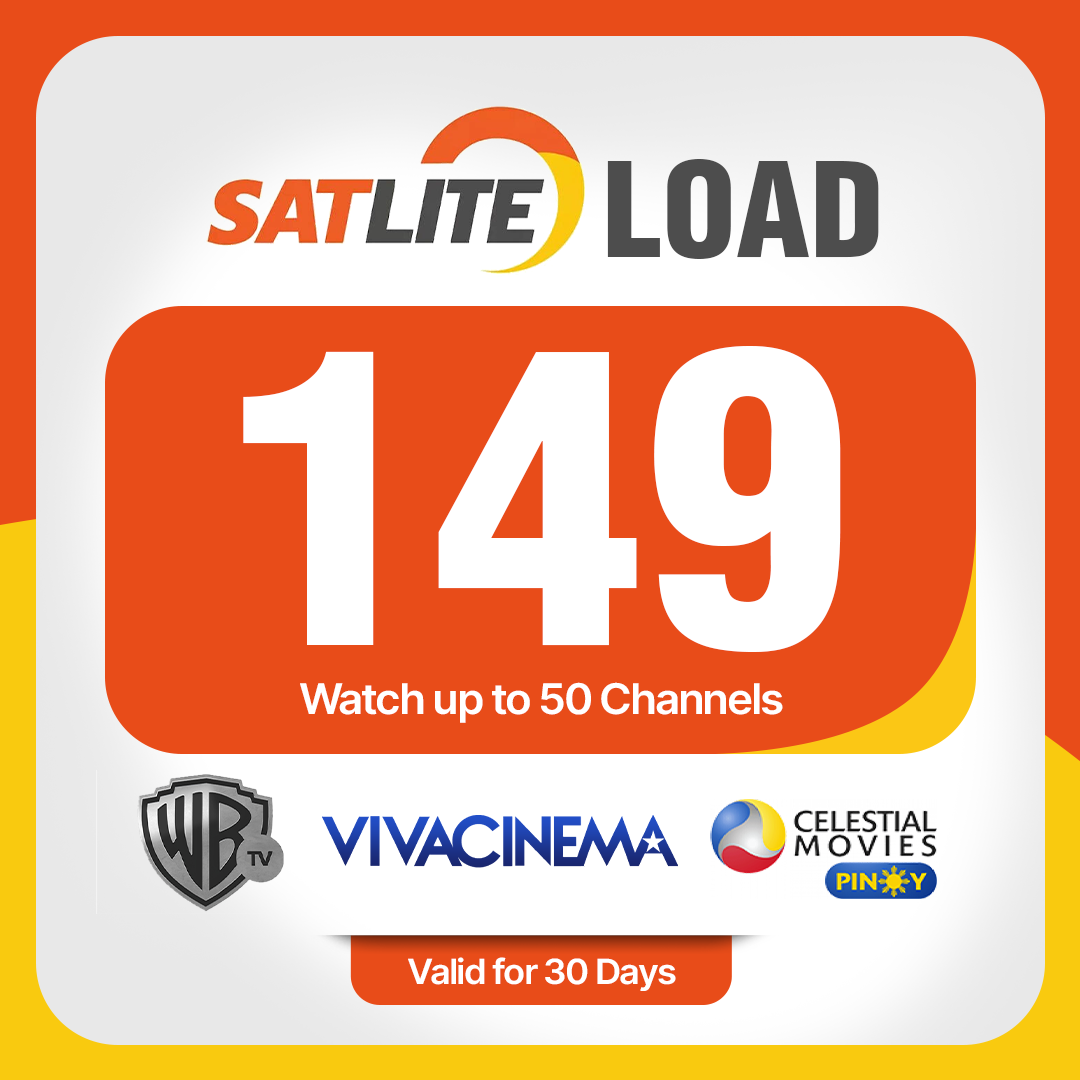 SATLITE LOAD
149
Watch up to 50 Channels
WB TV VIVACINEMA CELESTIAL MOVIES PINOY
Valid for 30 Days